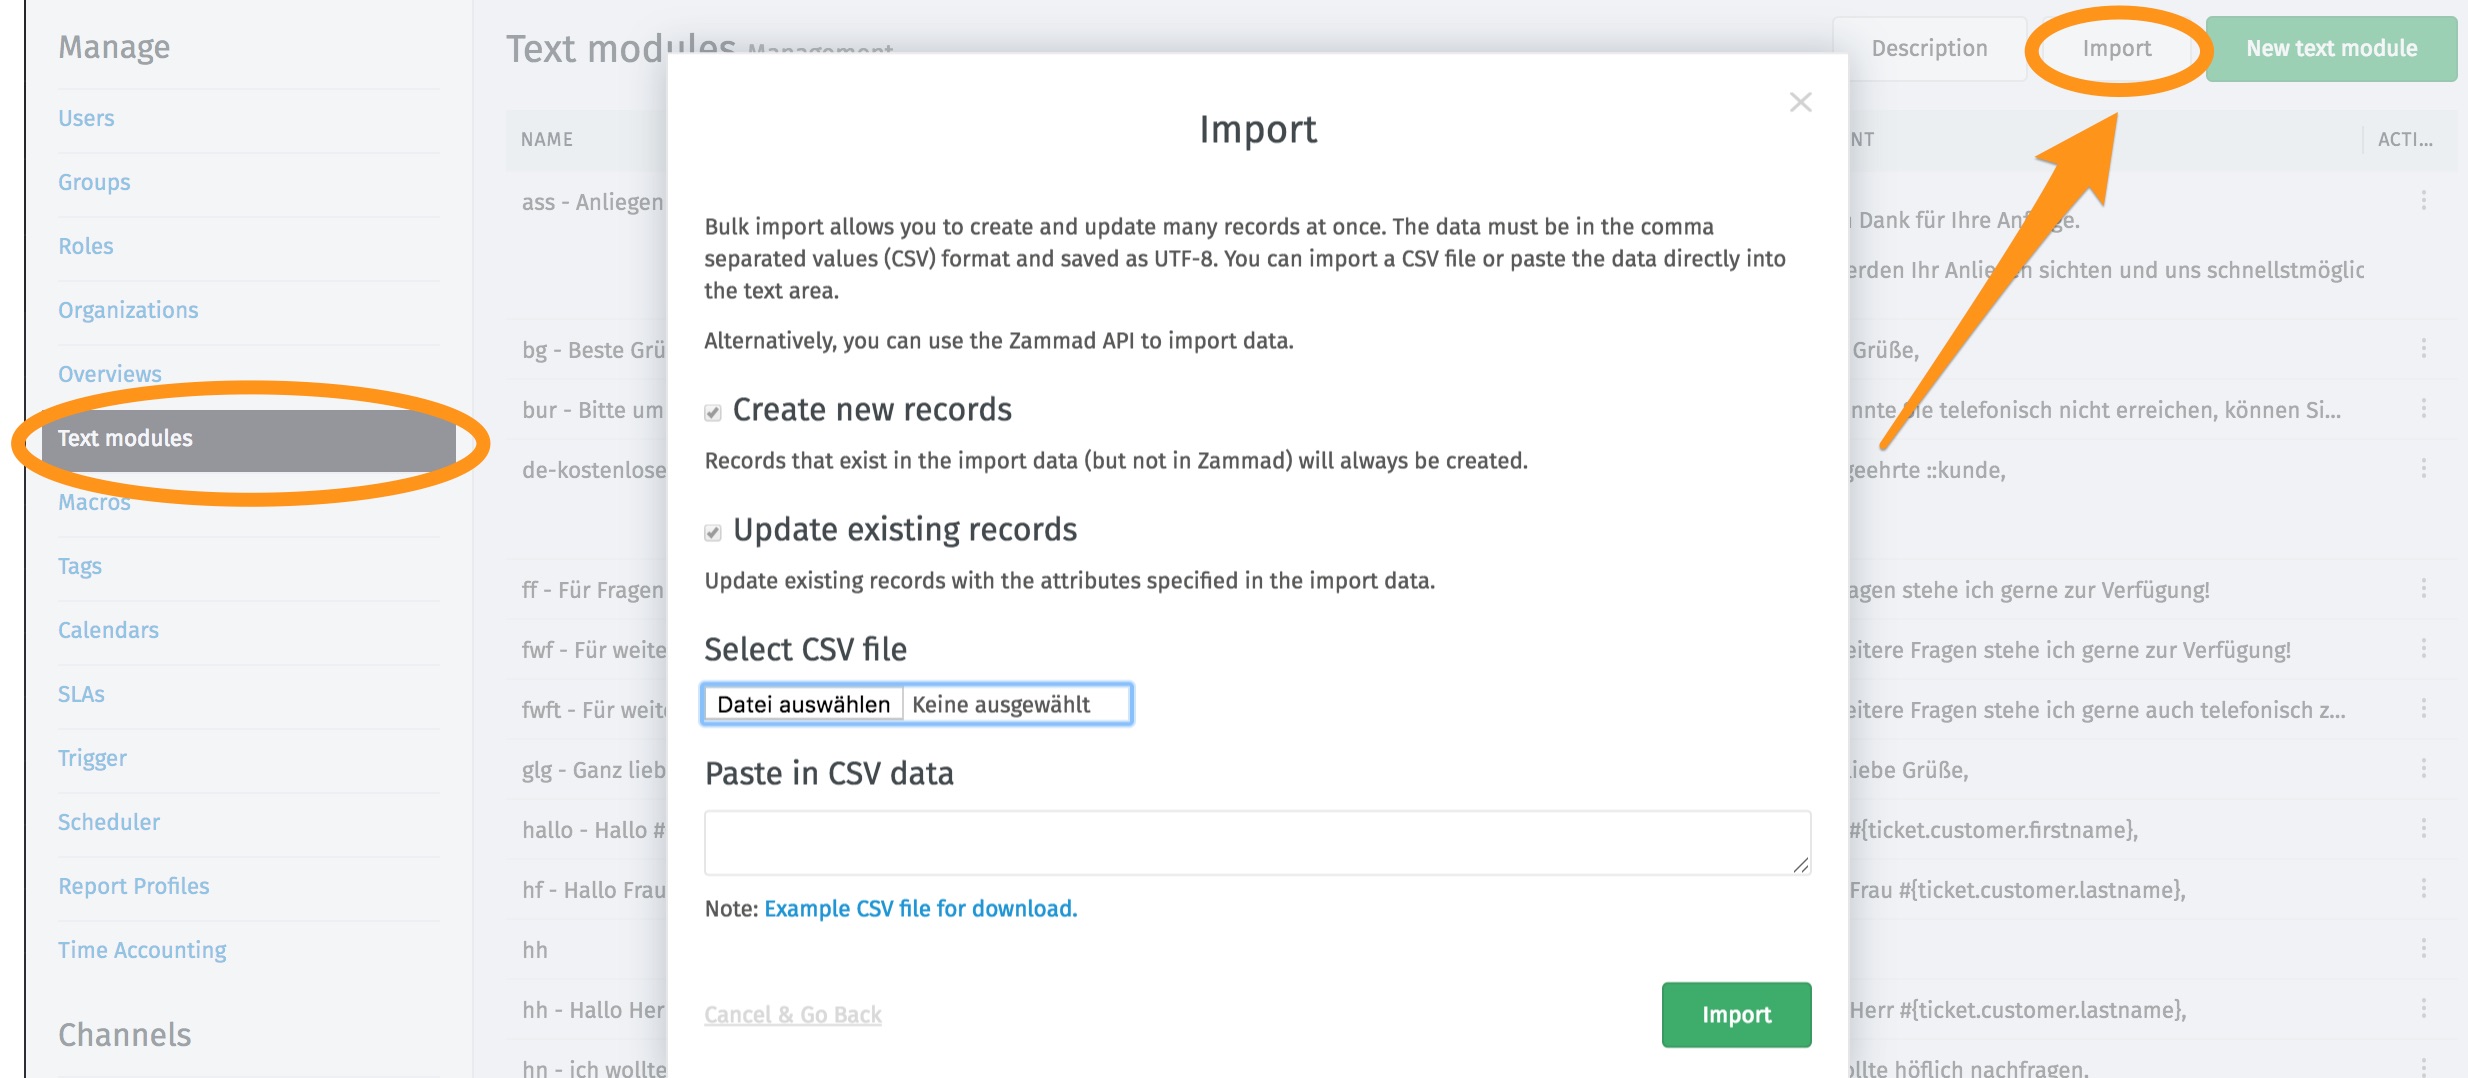 Manage
Users
Groups
Roles
Organizations
Overviews
Text modules
Macros
Tags
Calendars
SLAs
Trigger
Scheduler
Report Profiles
Time Accounting
Channels
Text modules Management
Description
Import
New text module
NAME
ass - Anliegen
bg - Beste Grü
bur - Bitte um
de-kostenlose
ff - Für Fragen
fwf - Für weite
fwft - Für weit
glg - Ganz lieb
hallo - Hallo #
hf - Hallo Frau
hh
hh - Hallo Her
hn - ich wollte
Import
Bulk import allows you to create and update many records at once. The data must be in the comma
separated values (CSV) format and saved as UTF-8. You can import a CSV file or paste the data directly into
the text area.
Alternatively, you can use the Zammad API to import data.
Create new records
Records that exist in the import data (but not in Zammad) will always be created.
Update existing records
Update existing records with the attributes specified in the import data.
Select CSV file
Datei auswählen Keine ausgewählt
Paste in CSV data
Note: Example CSV file for download.
Cancel & Go Back
Import
NT
ACTI...
Dank für Ihre
erden Ihr sichten und uns schnellstmöglic
Grüße,
nnte Sie telefonisch nicht erreichen, können Si...
geehrte ::kunde,
agen stehe ich gerne zur Verfügung!
eitere Fragen stehe ich gerne zur Verfügung!
eitere Fragen stehe ich gerne auch telefonisch z...
iebe Grüße,
#{ticket.customer.firstname},
Frau #{ticket.customer.lastname},
Herr #{ticket.customer.lastname},
ollte höflich nachfragen.